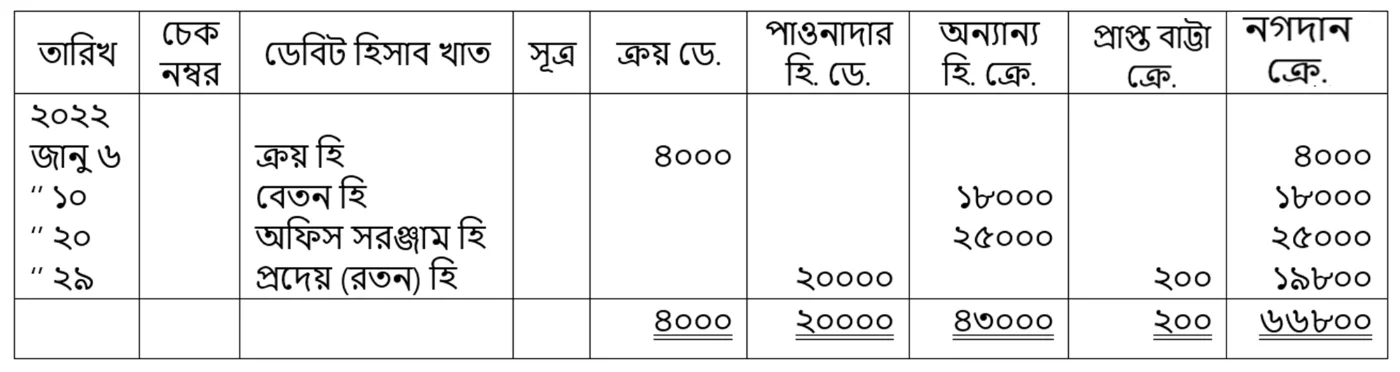 তারিখ চেক নম্বর ডেবিট হিসাব খাত সূত্র ক্রয় ডে. পাওনাদার হি. ডে. অন্যান্য হি. ক্রে. প্রাপ্ত বাট্টা ক্রে. নগদান ক্রে.
২০২২
জানু ৬ ক্রয় হি ৪০০০ ৪০০০
" ১০ বেতন হি ১৮০০০ ১৮০০০
" ২০ অফিস সরঞ্জাম হি ২৫০০০ ২৫০০০
" ২৯ প্রদেয় (রতন) হি ২০০০০ ২০০ ১৯৮০০
৪০০০ ২০০০০ ৪৩০০০ ২০০ ৬৬৮০০